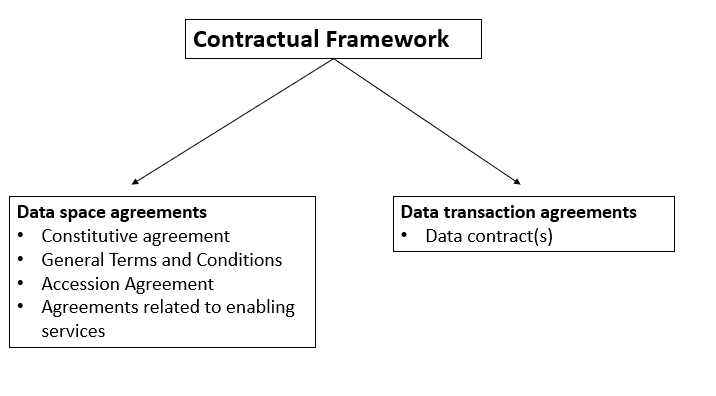 Contractual Framework
Data space agreements
• Constitutive agreement
• General Terms and Conditions
• Accession Agreement
• Agreements related to enabling
services
Data transaction agreements
• Data contract(s)